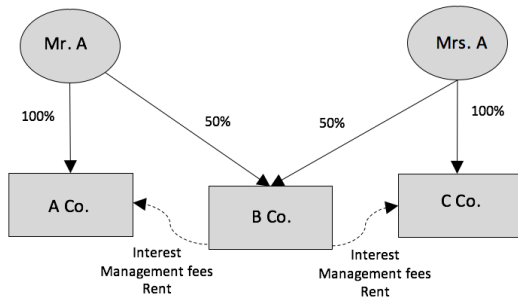 Mr. A
Mrs. A
100%
50%
50%
100%
A Co.
B Co.
C Co.
Interest
Management fees
Rent
Interest
Management fees
Rent